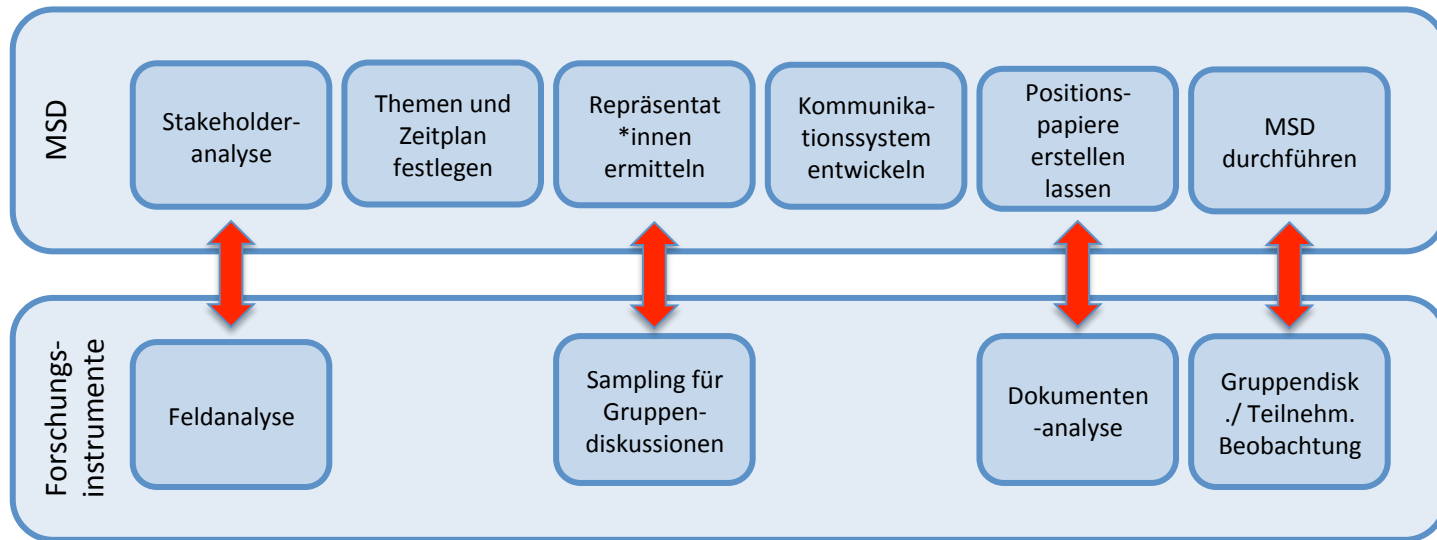 MSD
Stakeholder-
analyse
Themen und
Zeitplan
festlegen
Repräsentat
*innen
ermitteln
Kommunika-
tionssystem
entwickeln
Positions-
papiere
erstellen
lassen
MSD
durchführen
Forschungs-
instrumente
Feldanalyse
Sampling für
Gruppen-
diskussionen
Dokumenten
-analyse
Gruppendisk
./ Teilnehm.
Beobachtung